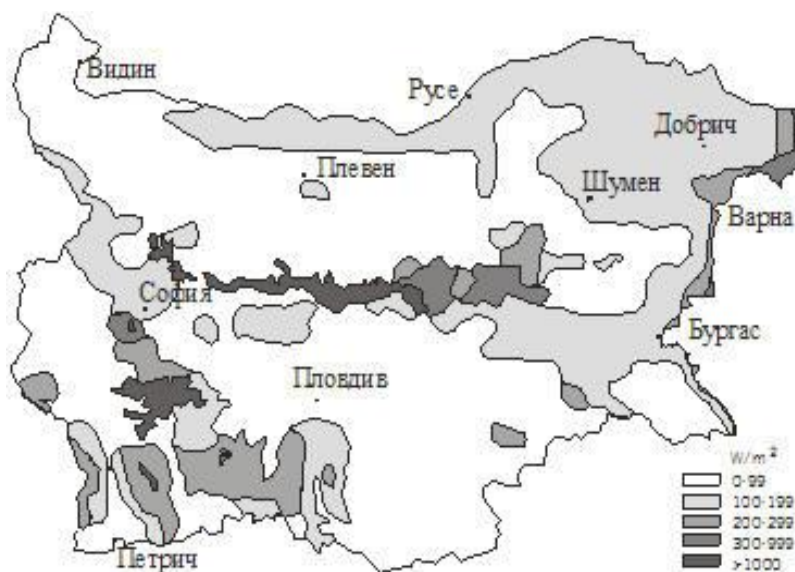 Видин
Русе
Добрич
Плевен
Шумен
Варна
София
Бургас
Пловдив
Петрич
W/m²
0-99
100-199
200-299
300-999
>1000